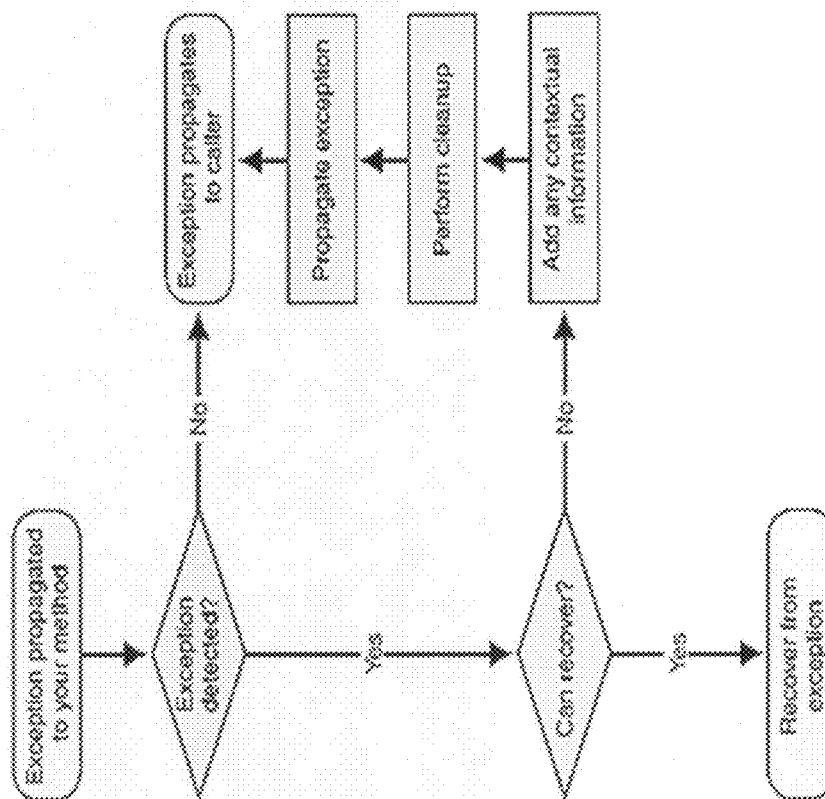 Exception propagated
to your method
Exception
detected?
No
Exception propagates
to caller
Yes
Propagate exception
Perform cleanup
Can recover?
No
Add any contextual
information
Yes
Recover from
exception